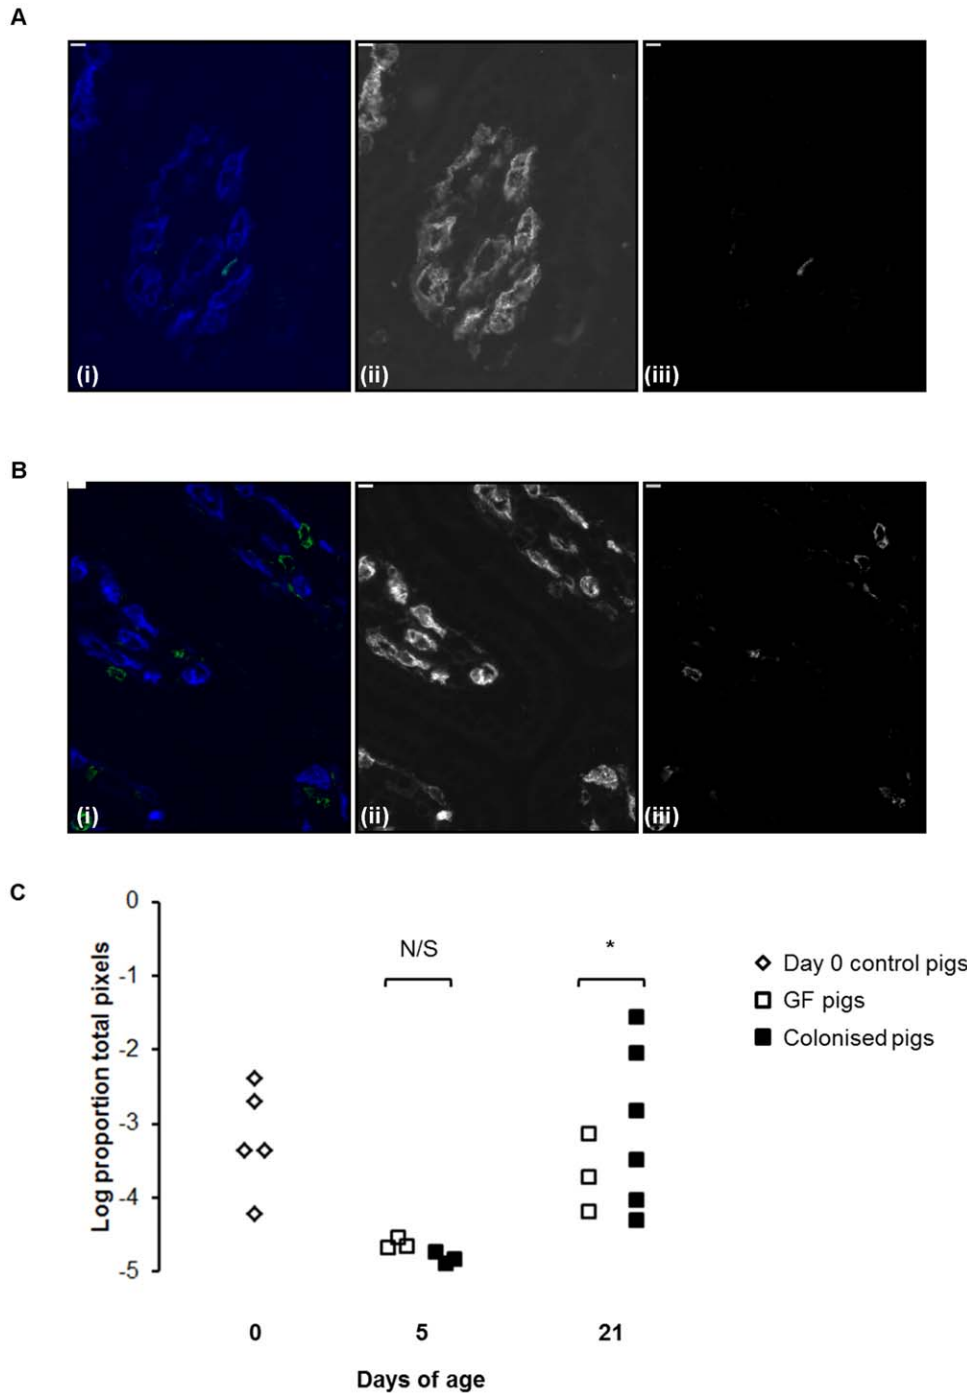 A
(i)
(ii)
(iii)
B
(i)
(ii)
(iii)
C
Log proportion total pixels
0
-1
-2
-3
-4
-5
N/S
*
Day 0 control pigs
GF pigs
Colonised pigs
0
5
21
Days of age